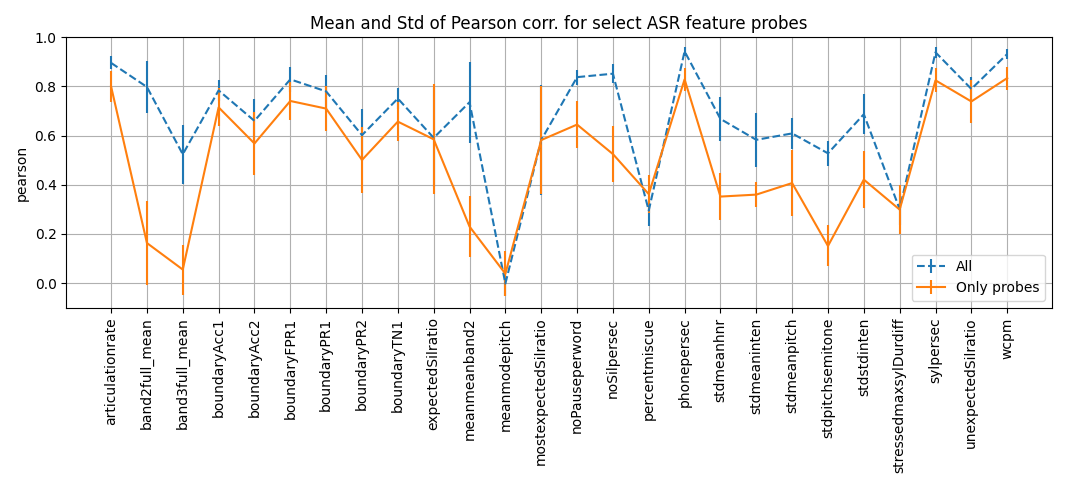 Mean and Std of Pearson corr. for select ASR feature probes
pearson
1.0
0.8
0.6
0.4
0.2
0.0
All
Only probes
articulationrate
band2full_mean
band3full_mean
boundaryAcc1
boundaryAcc2
boundaryFPR1
boundaryPR1
boundaryPR2
boundaryTN1
expectedSilratio
meanmeanband2
meanmodepitch
mostexpectedSilratio
noPauseperword
noSilpersec
percentmiscue
phonepersec
stdmeanhnr
stdmeaninten
stdmeanpitch
stdpitchsemitone
stdstdinten
stressedmaxsylDurdiff
sylpersec
unexpectedSilratio
wcpm